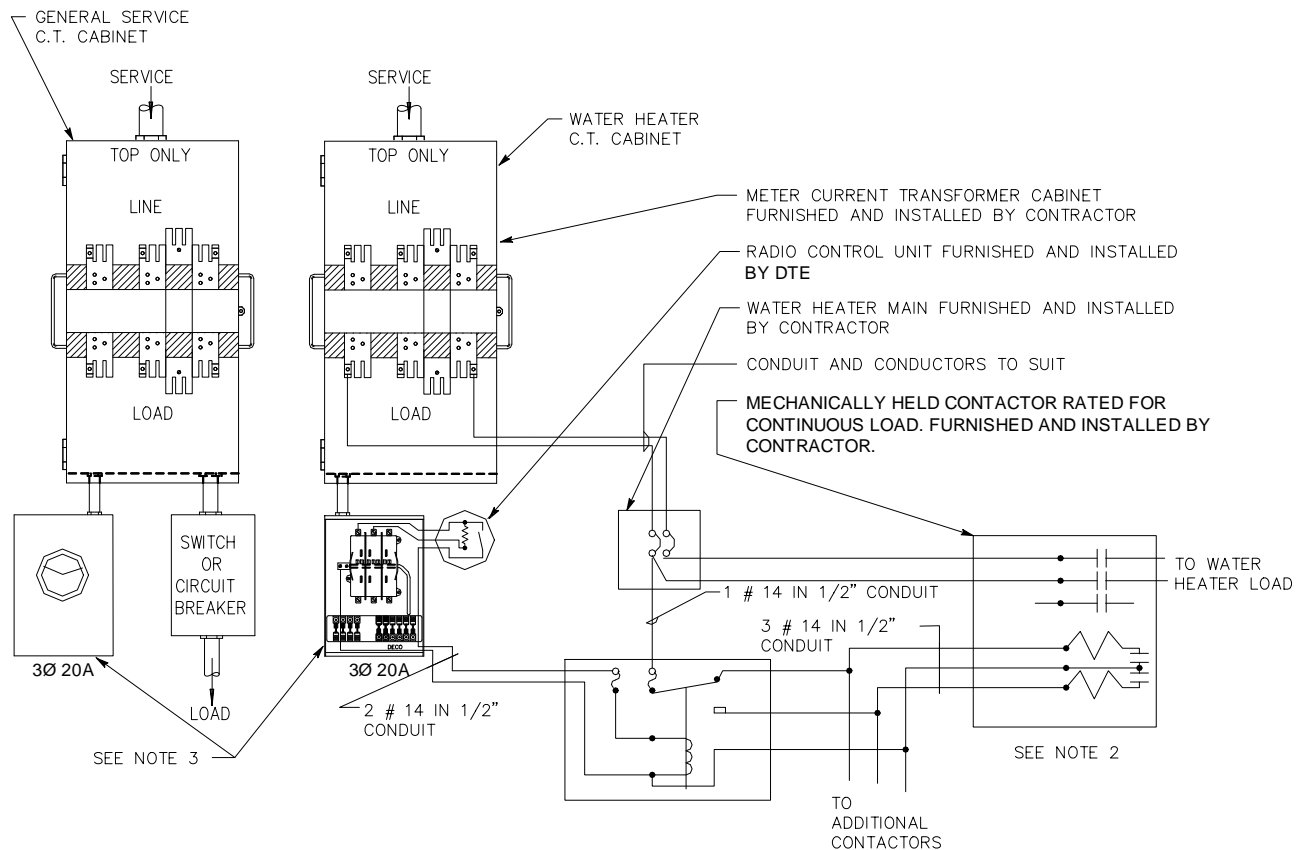 GENERAL SERVICE
C.T. CABINET
SERVICE
SERVICE
WATER HEATER
C.T. CABINET
TOP ONLY
TOP ONLY
LINE
LINE
METER CURRENT TRANSFORMER CABINET
FURNISHED AND INSTALLED BY CONTRACTOR
RADIO CONTROL UNIT FURNISHED AND INSTALLED
BY DTE
WATER HEATER MAIN FURNISHED AND INSTALLED
BY CONTRACTOR
CONDUIT AND CONDUCTORS TO SUIT
MECHANICALLY HELD CONTACTOR RATED FOR
CONTINUOUS LOAD. FURNISHED AND INSTALLED BY
CONTRACTOR.
LOAD
LOAD
SWITCH
OR
CIRCUIT
BREAKER
TO WATER
HEATER LOAD
1 # 14 IN 1/2” CONDUIT
3 # 14 IN 1/2”
CONDUIT
DECO
3Ø 20A
3Ø 20A
LOAD
2 # 14 IN 1/2”
CONDUIT
SEE NOTE 3
SEE NOTE 2
TO
ADDITIONAL
CONTACTORS